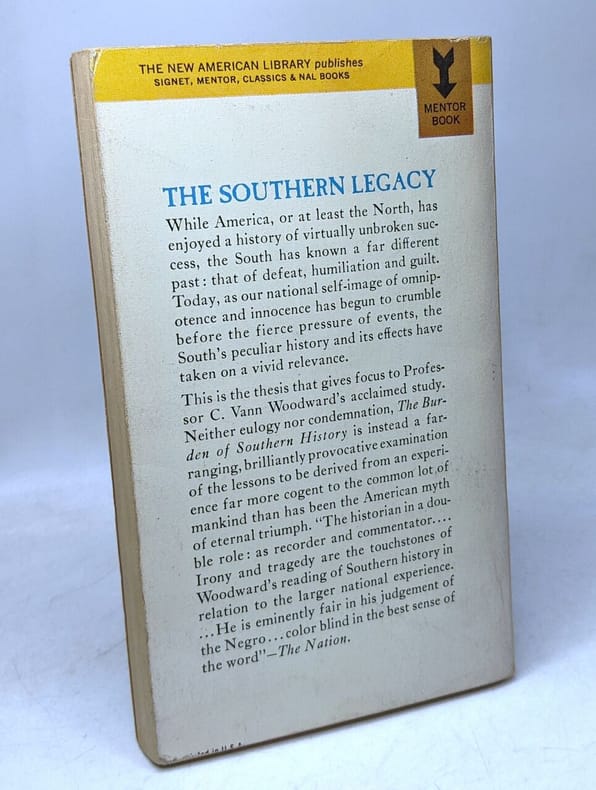 THE NEW AMERICAN LIBRARY publishes
SIGNET, MENTOR, CLASSICS & NAL BOOKS
MENTOR
BOOK
THE SOUTHERN LEGACY
While America, or at least the North, has
enjoyed a history of virtually unbroken suc-
cess, the South has known a far different
past: that of defeat, humiliation and guilt.
Today, as our national self-image of omnip-
otence and innocence has begun to crumble
before the fierce pressure of events, the
South's peculiar history and its effects have
taken on a vivid relevance.
This is the thesis that gives focus to Profes-
sor C. Vann Woodward's acclaimed study.
Neither eulogy nor condemnation, The Bur-
den of Southern History is instead a far-
ranging, brilliantly provocative examination
of the lessons to be derived from an experi-
ence far more cogent to the common lot of
mankind than has been the American myth
of eternal triumph. "The historian in a dou-
ble role: as recorder and commentator....
Irony and tragedy are the touchstones of
Woodward's reading of Southern history in
relation to the larger national experience.
...He is eminently fair in his judgement of
the Negro...color blind in the best sense of
the word"—The Nation.
in U.S.A.